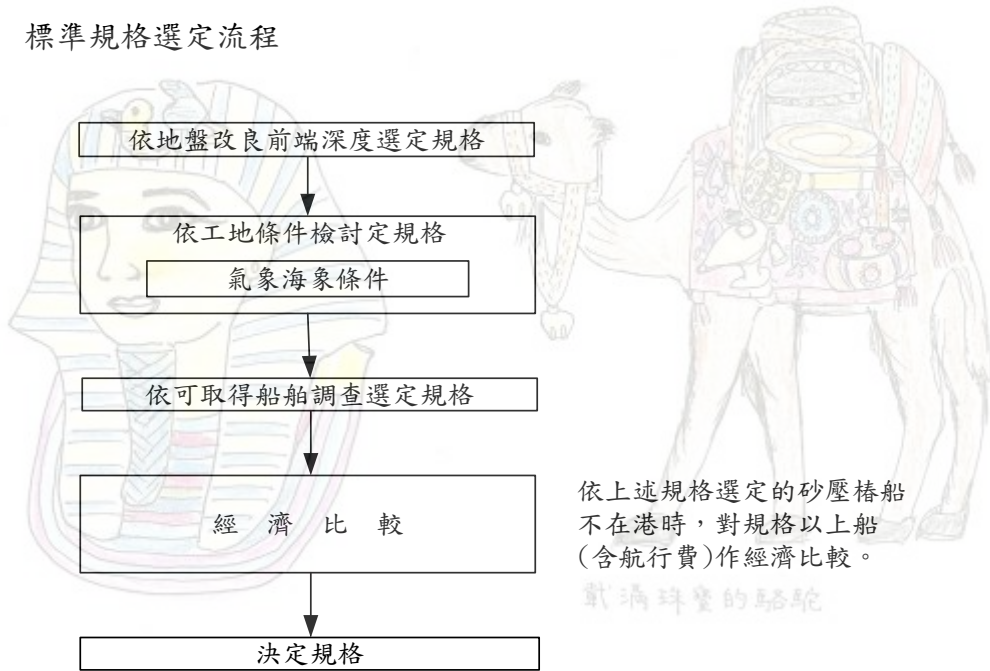 標準規格選定流程
依地盤改良前端深度選定規格
依工地條件檢討定規格
氣象海象條件
依可取得船舶調查選定規格
經濟比較
依上述規格選定的砂壓樁船
不在港時，對規格以上船
(含航行費)作經濟比較。
戴滿珠寶的駱駝
決定規格